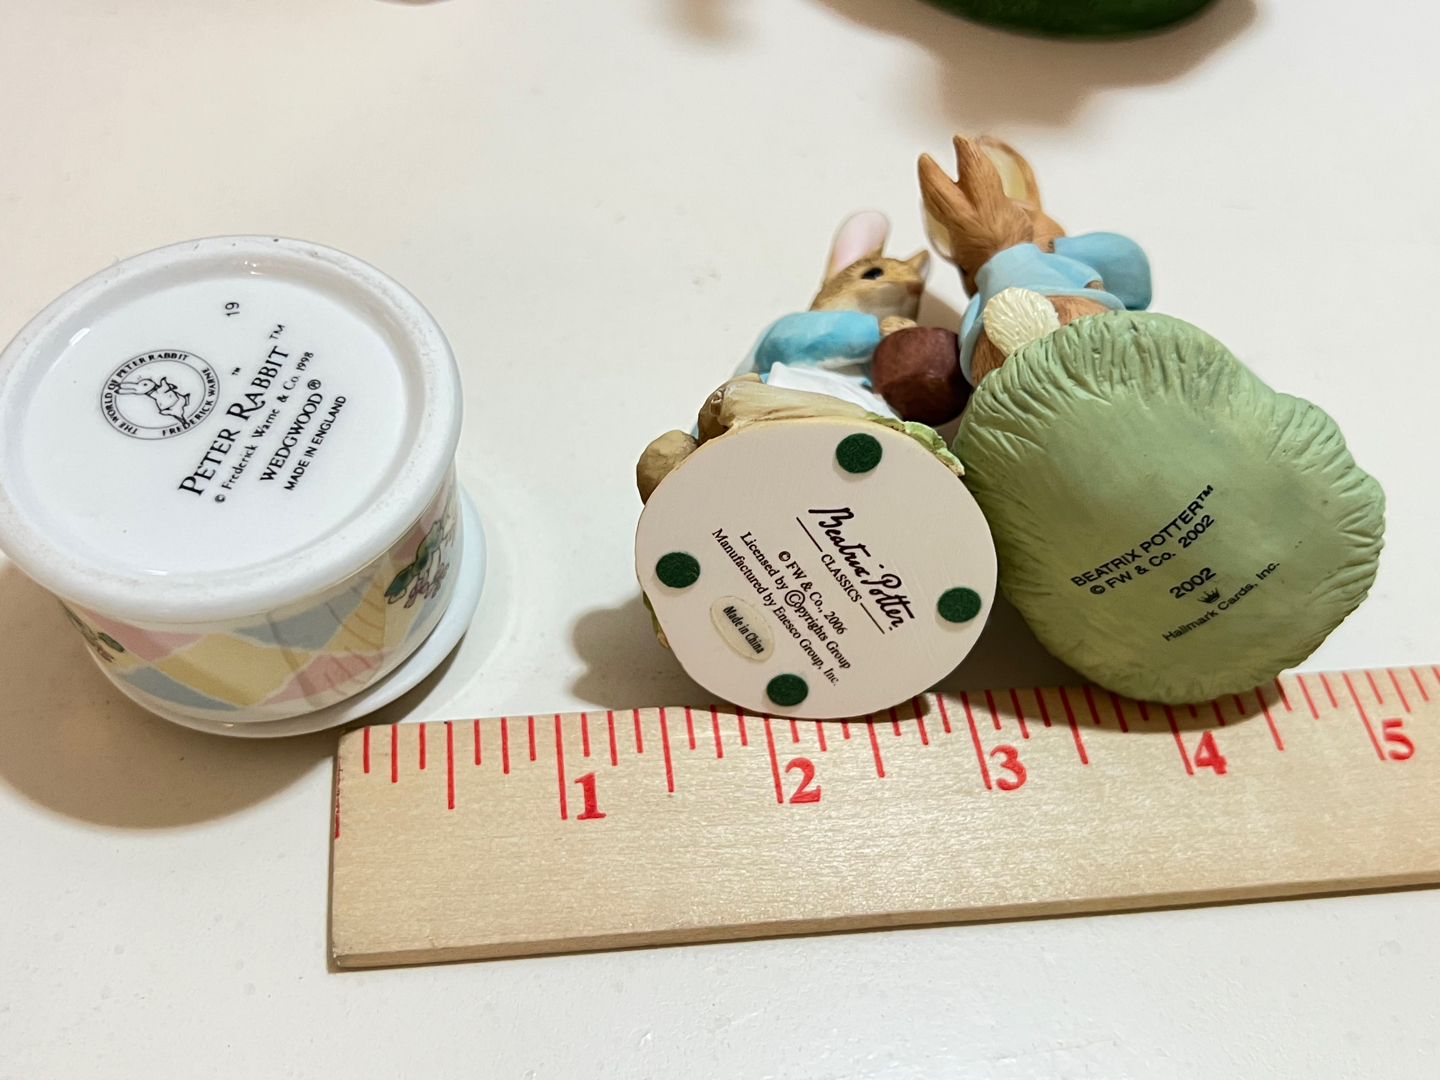 19
THE WORLD OF PETER RABBIT
FREDERICK WARNE
™
PETER RABBIT™
© Frederick Warne & Co. 1998
WEDGWOOD®
MADE IN ENGLAND
Beatrix Potter
CLASSICS
© FW & Co., 2006
Licensed by ©opyrights Group
Manufactured by Enesco Group, Inc.
Made in China
BEATRIX POTTER™
© FW & Co. 2002
2002
Hallmark Cards, Inc.
1 2 3 4 5